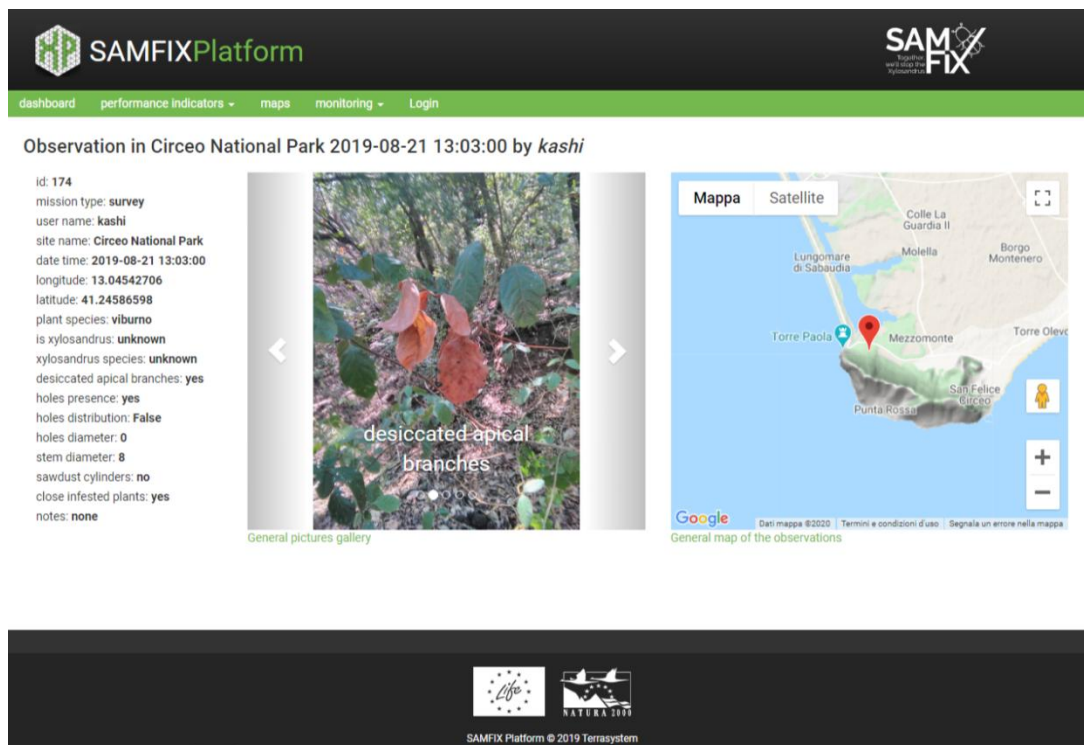 SAMFIXPlatform
SAM
FIX
Together,
we'll stop the
Xylosandrus
dashboard
performance indicators
maps
monitoring
Login
Observation in Circeo National Park 2019-08-21 13:03:00 by kashi
id: 174
mission type: survey
user name: kashi
site name: Circeo National Park
date time: 2019-08-21 13:03:00
longitude: 13.04542706
latitude: 41.24586598
plant species: viburno
is xylosandrus: unknown
xylosandrus species: unknown
desiccated apical branches: yes
holes presence: yes
holes distribution: False
holes diameter: 0
stem diameter: 8
sawdust cylinders: no
close infested plants: yes
notes: none
desiccated apical
branches
General pictures gallery
Mappa
Satellite
Colle La
Guardia II
Molella
Borgo
Montenero
Lungomare
di Sabaudia
Torre Paola
Mezzomonte
Torre Olevo
San Felice
Circeo
Punta Rossa
Google
Dati mappa ©2020
Termini e condizioni d'uso
Segnala un errore nella mappa
General map of the observations
Life
NATURA 2000
SAMFIX Platform © 2019 Terrasystem